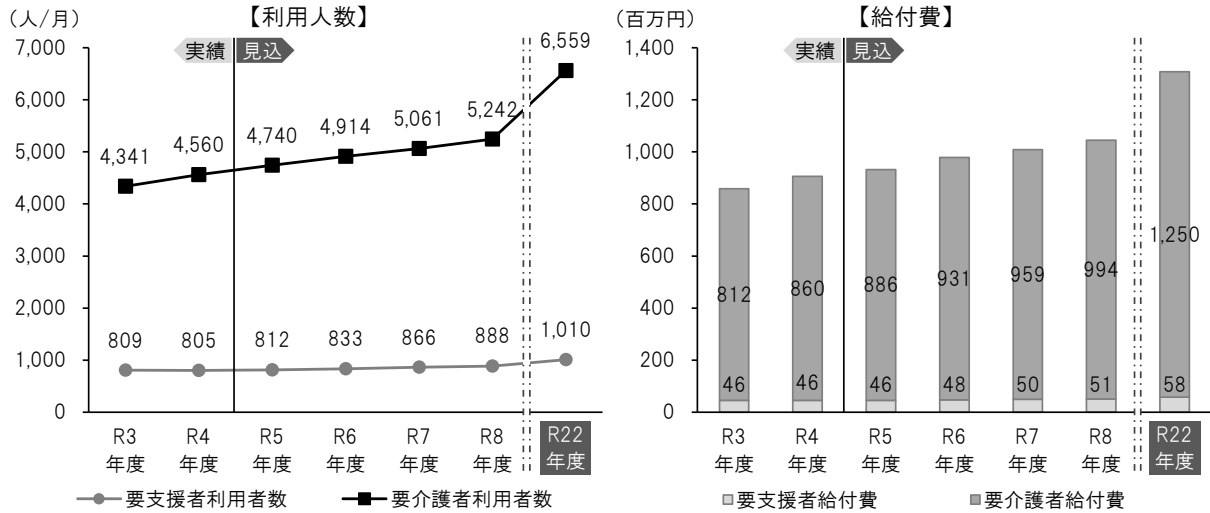 （人/月）
【利用人数】
7,000
6,000
5,000
4,000
3,000
2,000
1,000
0
実績 見込
4,341 4,560 4,740 4,914 5,061 5,242 6,559
809 805 812 833 866 888 1,010
R3 R4 R5 R6 R7 R8 R22
年度 年度 年度 年度 年度 年度 年度
要支援者利用者数 要介護者利用者数
（百万円）
【給付費】
1,400
1,200
1,000
800
600
400
200
0
実績 見込
812 860 886 931 959 994 1,250
46 46 46 48 50 51 58
R3 R4 R5 R6 R7 R8 R22
年度 年度 年度 年度 年度 年度 年度
要支援者給付費 要介護者給付費